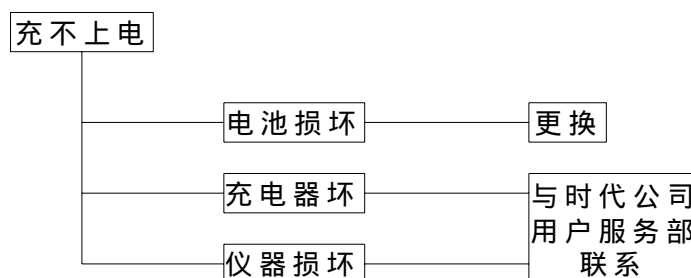 充不上电
电池损坏
更换
充电器坏
与时代公司
用户服务部
联系
仪器损坏